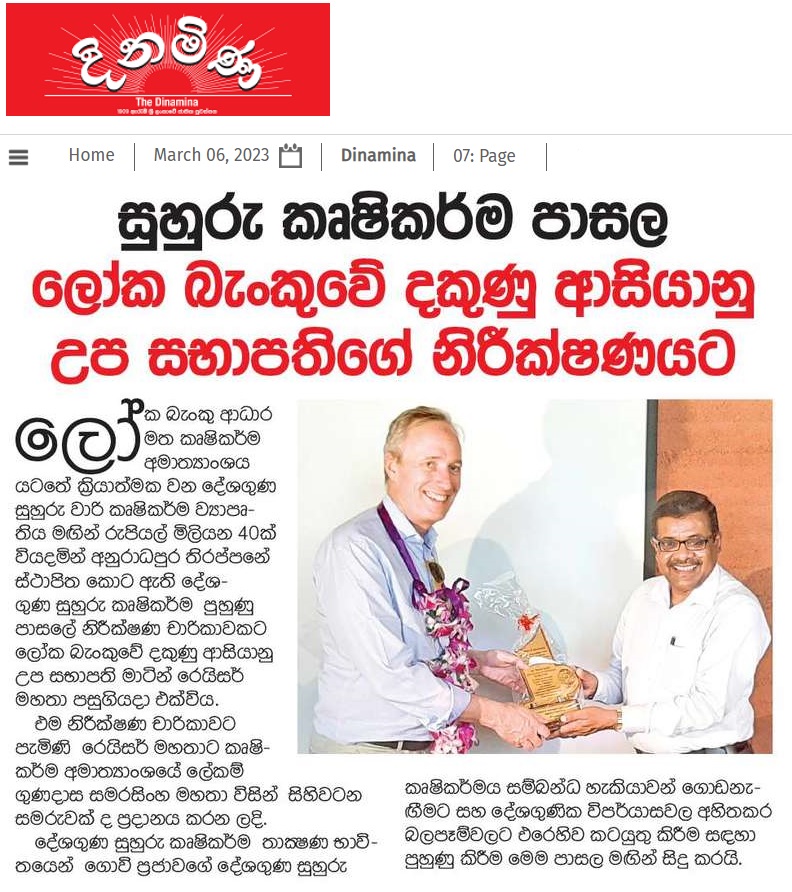 දිනමිණ
The Dinamina
Home
March 06, 2023
Dinamina
07: Page
සුහුරු කෘෂිකර්ම පාසල
ලෝක බැංකුවේ දකුණු ආසියානු
උප සභාපතිගේ නිරීක්ෂණයට
ලෝක බැංකු ආධාර
මත කෘෂිකර්ම
අමාත්‍යාංශය
යටතේ ක්‍රියාත්මක වන දේශගුණ
සුහුරු වාරි කෘෂිකර්ම ව්‍යාපෘ-
තිය මඟින් රුපියල් මිලියන 40ක්
වියදමින් අනුරාධපුර තිරප්පනේ
ස්ථාපිත කොට ඇති දේශ-
ගුණ සුහුරු කෘෂිකර්ම පුහුණු
පාසලේ නිරීක්ෂණ චාරිකාවකට
ලෝක බැංකුවේ දකුණු ආසියානු
උප සභාපති මාටින් රෙයිසර්
මහතා පසුගියදා එක්විය.
එම නිරීක්ෂණ චාරිකාවට
පැමිණි රෙයිසර් මහතාට කෘෂි-
කර්ම අමාත්‍යාංශයේ ලේකම්
ගුණදාස සමරසිංහ මහතා විසින් සිහිවටන
සමරුවක් ද ප්‍රදානය කරන ලදි.
දේශගුණ සුහුරු කෘෂිකර්ම තාක්‍ෂණ භාවි-
තයෙන් ගොවි ප්‍රජාවගේ දේශගුණ සුහුරු
කෘෂිකර්මය සම්බන්ධ හැකියාවන් ගොඩනැ-
ඟීමට සහ දේශගුණික විපර්යාසවල අහිතකර
බලපෑම්වලට එරෙහිව කටයුතු කිරීම සඳහා
පුහුණු කිරීම මෙම පාසල මඟින් සිදු කරයි.